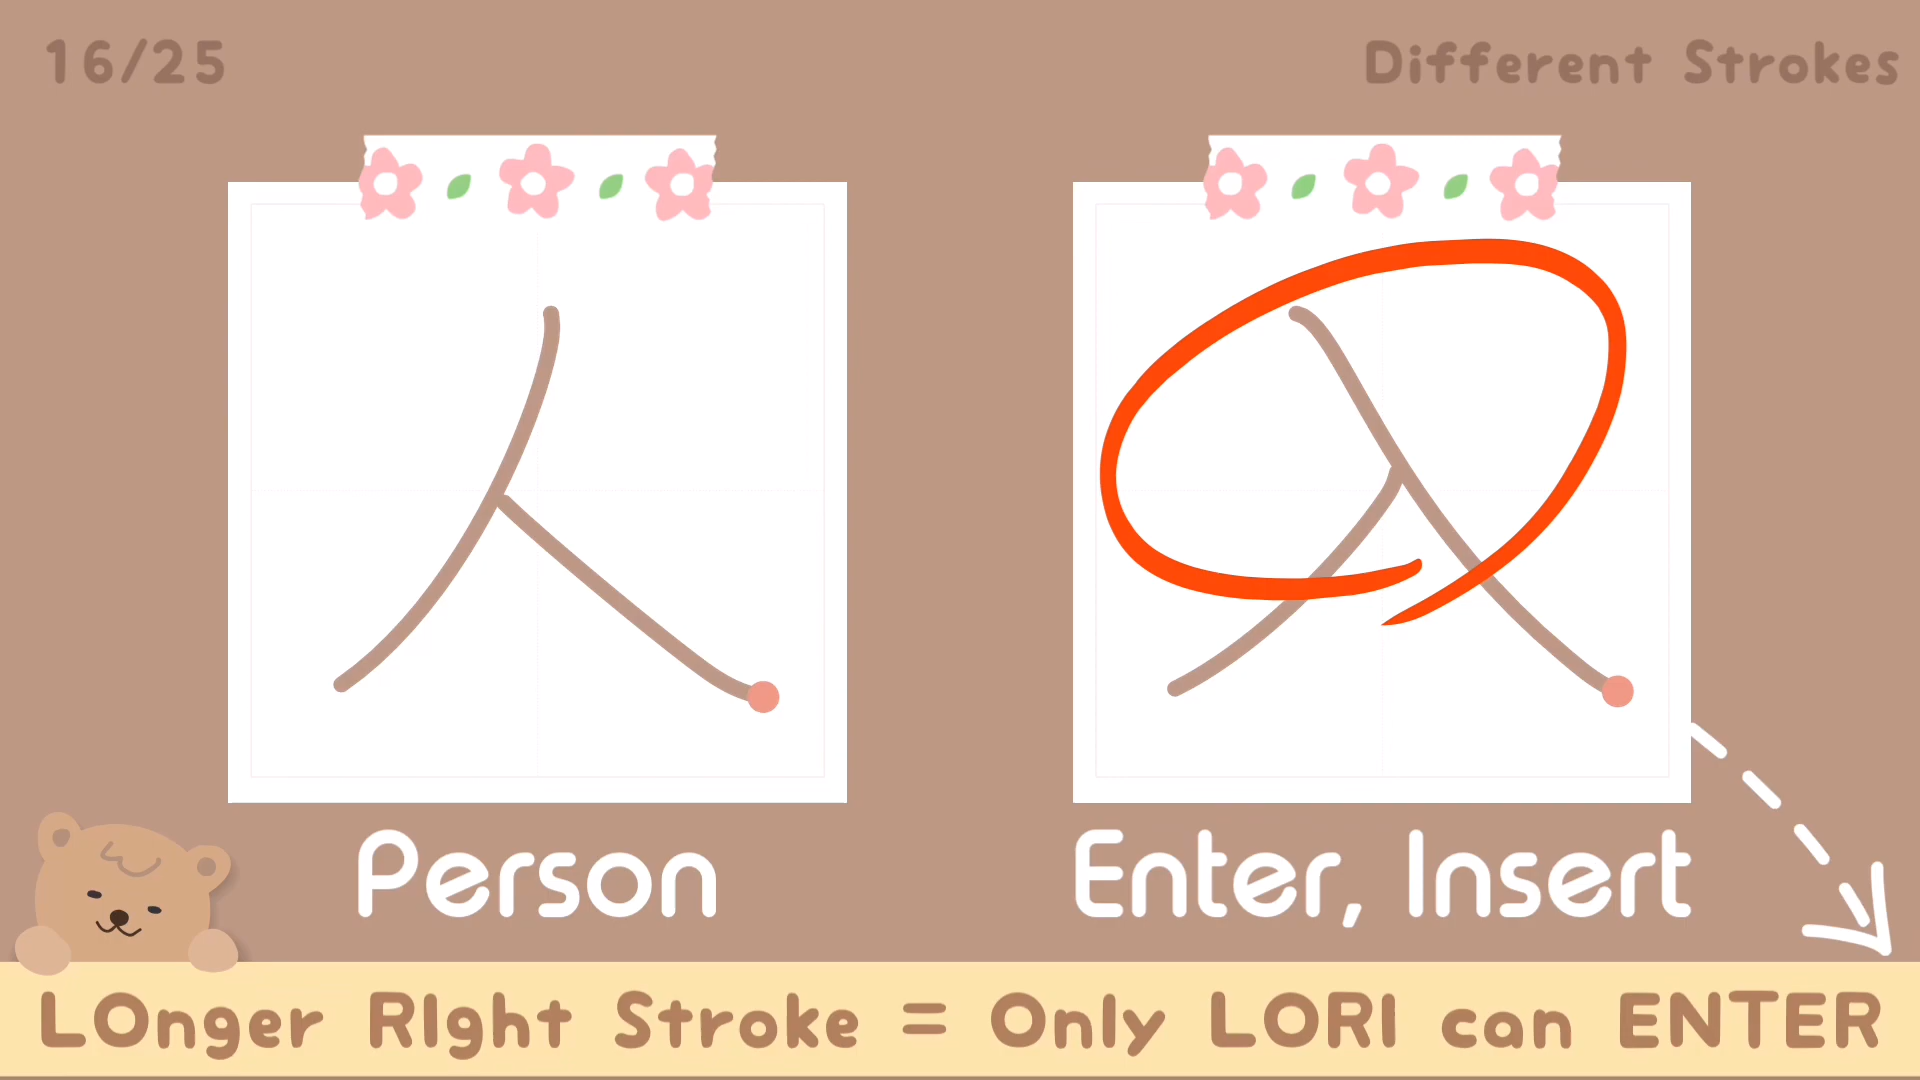 16/25
Different Strokes
人
入
Person
Enter, Insert
LOnger RIght Stroke = Only LORI can ENTER